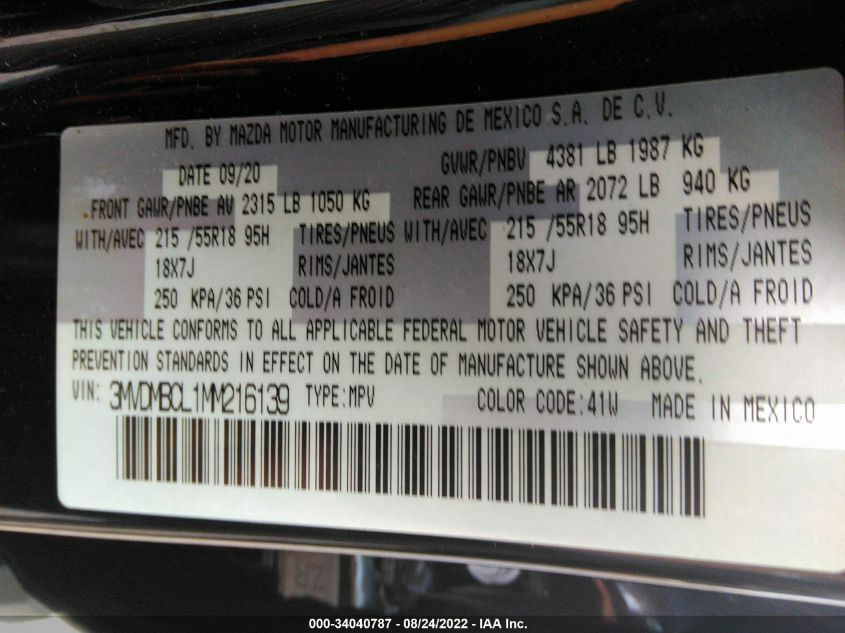 MFD. BY MAZDA MOTOR MANUFACTURING DE MEXICO S.A. DE C.V.
DATE 09/20 GVWR/PNBV 4381 LB 1987 KG
FRONT GAWR/PNBE AV 2315 LB 1050 KG REAR GAWR/PNBE AR 2072 LB 940 KG
WITH/AVEC 215 /55R18 95H TIRES/PNEUS WITH/AVEC 215 /55R18 95H TIRES/PNEUS
18X7J RIMS/JANTES 18X7J RIMS/JANTES
250 KPA/36 PSI COLD/A FROID 250 KPA/36 PSI COLD/A FROID
THIS VEHICLE CONFORMS TO ALL APPLICABLE FEDERAL MOTOR VEHICLE SAFETY AND THEFT
PREVENTION STANDARDS IN EFFECT ON THE DATE OF MANUFACTURE SHOWN ABOVE.
VIN: 3MVDMBCL1MM216139 TYPE:MPV COLOR CODE:41W MADE IN MEXICO
ZR
000-34040787 - 08/24/2022 - IAA Inc.